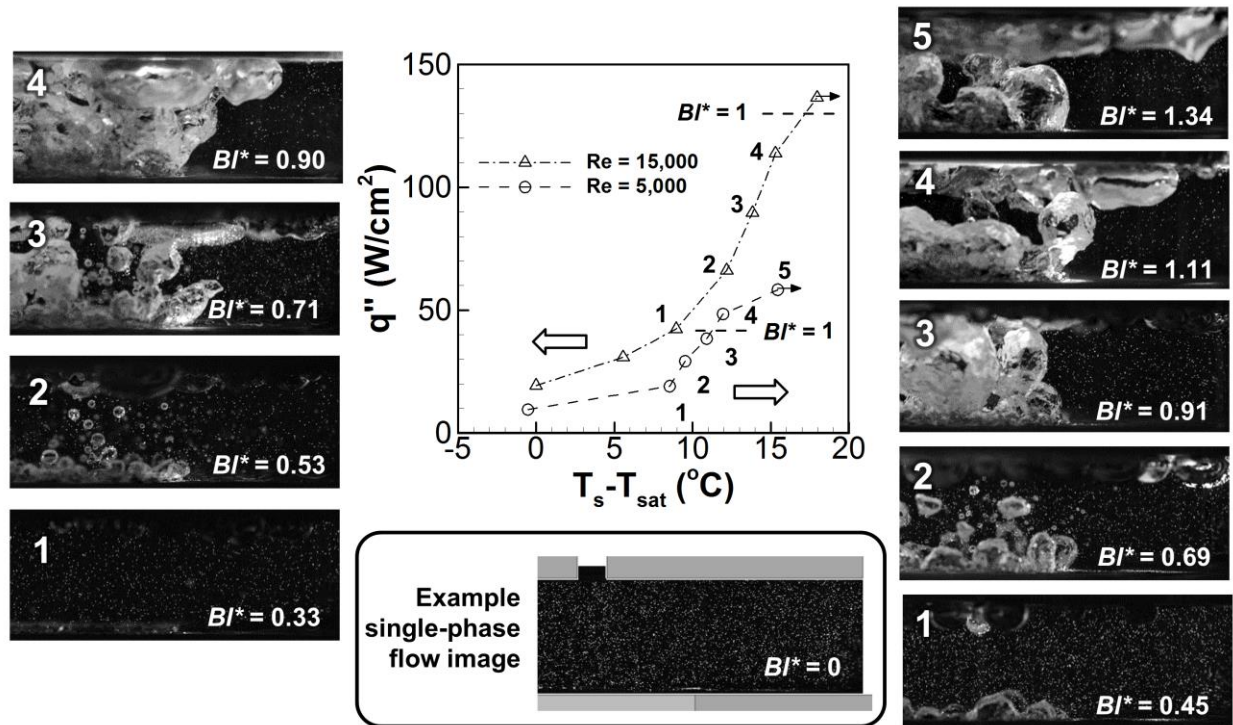 4
Bl* = 0.90
3
Bl* = 0.71
2
Bl* = 0.53
1
Bl* = 0.33
q" (W/cm²)
150
100
50
0
-5 0 5 10 15 20
Tₛ-Tₛₐₜ (°C)
Re = 15,000
Re = 5,000
Bl* = 1
4
3
2
1
5
4
Bl* = 1
3
2
1
Example
single-phase
flow image
Bl* = 0
5
Bl* = 1.34
4
Bl* = 1.11
3
Bl* = 0.91
2
Bl* = 0.69
1
Bl* = 0.45